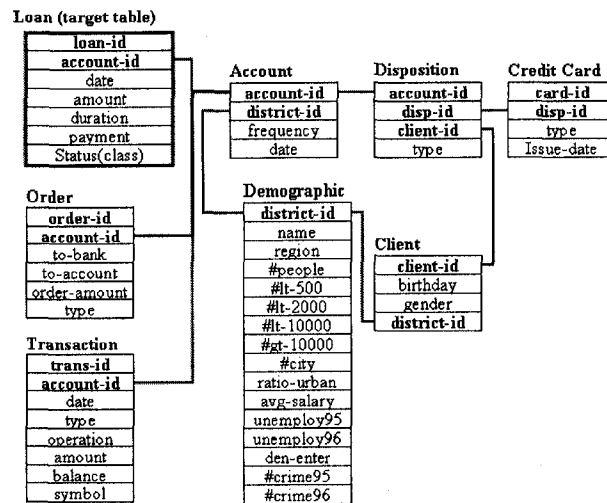 Loan (target table)
loan-id
account-id
date
amount
duration
payment
Status(class)
Order
order-id
account-id
to-bank
to-account
order-amount
type
Transaction
trans-id
account-id
date
type
operation
amount
balance
symbol
Account
account-id
district-id
frequency
date
Demographic
district-id
name
region
#people
#lt-500
#lt-2000
#lt-10000
#gt-10000
#city
ratio-urban
avg-salary
unemploy95
unemploy96
den-enter
#crime95
#crime96
Disposition
account-id
disp-id
client-id
type
Client
client-id
birthday
gender
district-id
Credit Card
card-id
disp-id
type
Issue-date